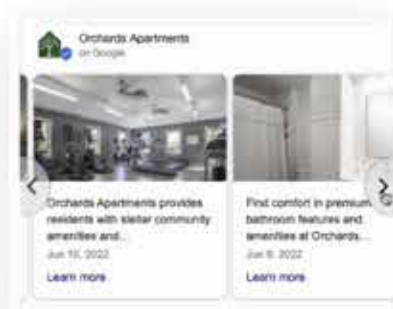 Orchards Apartments
on Google
Orchards Apartments provides
residents with stellar community
amenities and...
Jun 10, 2022
Learn more
Find comfort in premium
bathroom features and
amenities at Orchards...
Jun 9, 2022
Learn more